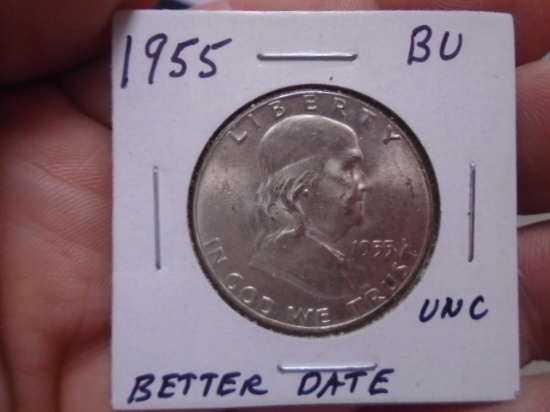 1955 BU
LIBERTY
1955
IN GOD WE TRUST
UNC
BETTER DATE